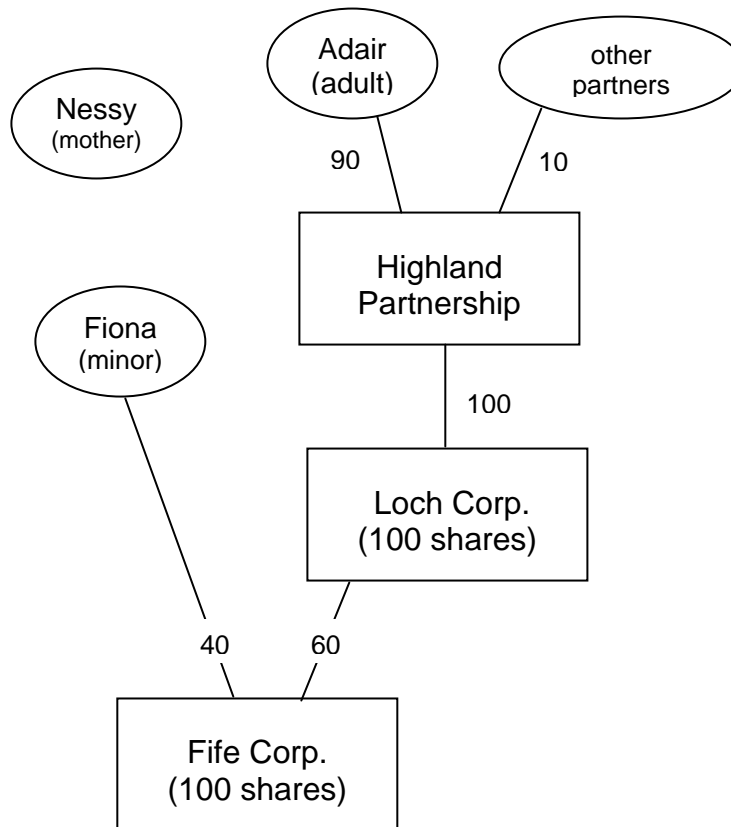 Adair
(adult)
other
partners
Nessy
(mother)
90
10
Highland
Partnership
Fiona
(minor)
100
Loch Corp.
(100 shares)
40
60
Fife Corp.
(100 shares)